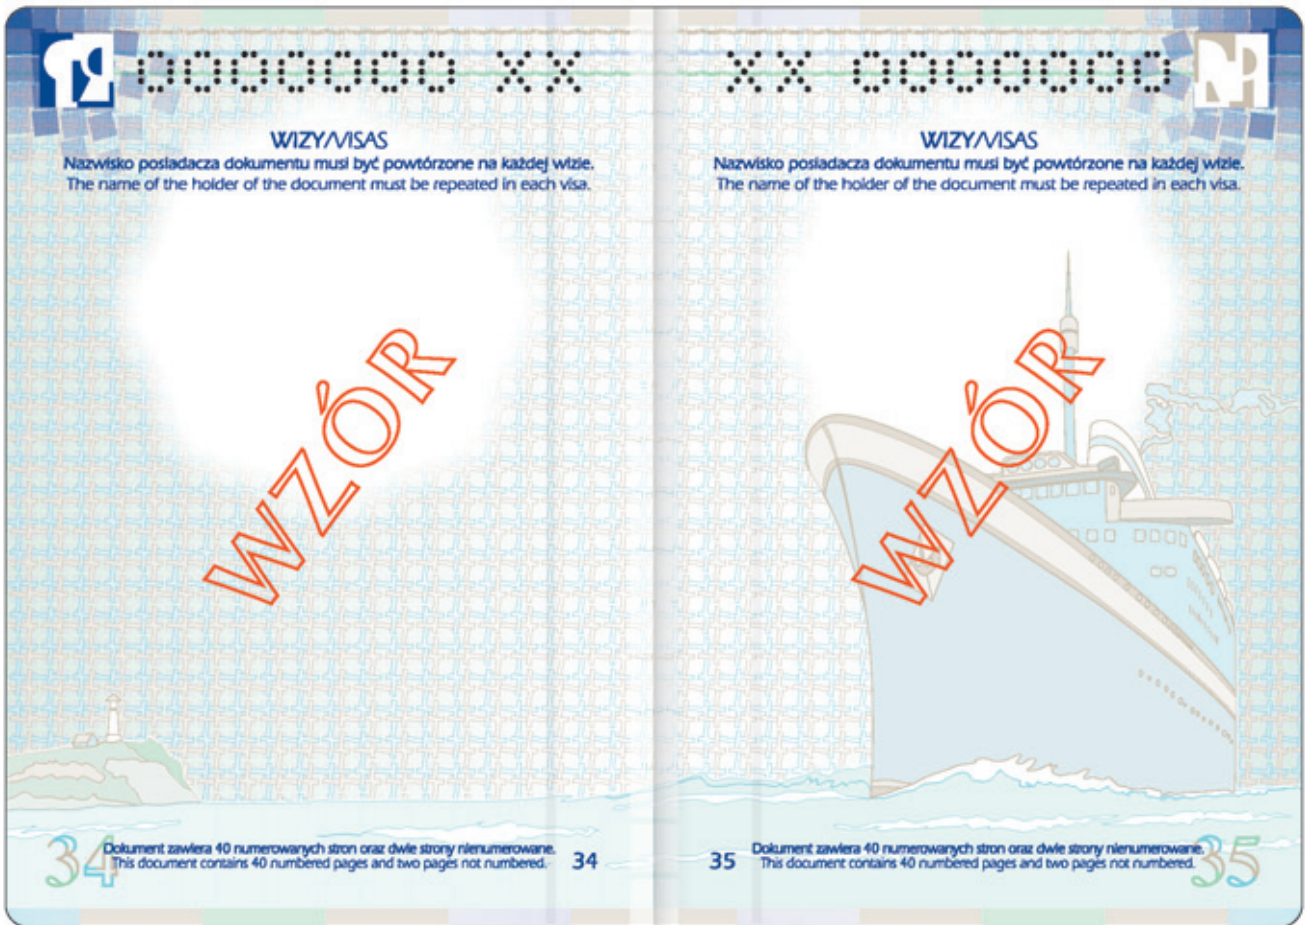 0000000 XX
WIZY/VISAS
Nazwisko posiadacza dokumentu musi być powtórzone na każdej wizie.
The name of the holder of the document must be repeated in each visa.
WZÓR
34
Dokument zawiera 40 numerowanych stron oraz dwie strony nienumerowane.
This document contains 40 numbered pages and two pages not numbered.
34
XX 0000000
WIZY/VISAS
Nazwisko posiadacza dokumentu musi być powtórzone na każdej wizie.
The name of the holder of the document must be repeated in each visa.
WZÓR
35
Dokument zawiera 40 numerowanych stron oraz dwie strony nienumerowane.
This document contains 40 numbered pages and two pages not numbered.
35